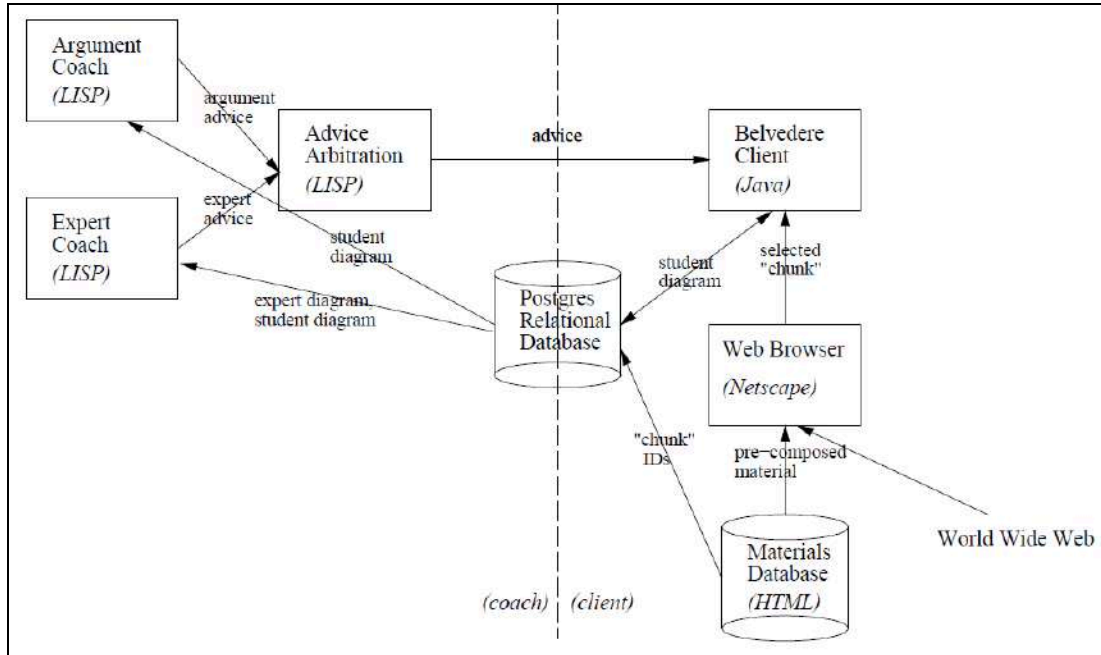 Argument
Coach
(LISP)
argument
advice
Advice
Arbitration
(LISP)
advice
Belvedere
Client
(Java)
Expert
Coach
(LISP)
expert
advice
student
diagram
expert diagram,
student diagram
Postgres
Relational
Database
student
diagram
selected
"chunk"
Web Browser
(Netscape)
"chunk"
IDs
pre-composed
material
World Wide Web
Materials
Database
(HTML)
(coach)
(client)